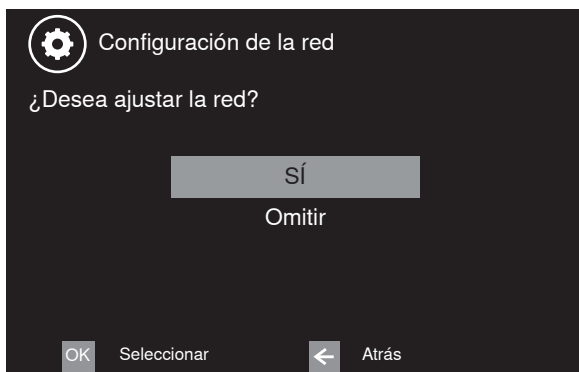 Configuración de la red
¿Desea ajustar la red?
SÍ
Omitir
OK Seleccionar Atrás